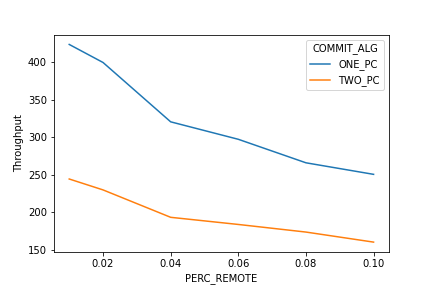 COMMIT_ALG
ONE_PC
TWO_PC
Throughput
400
350
300
250
200
150
0.02 0.04 0.06 0.08 0.10
PERC_REMOTE